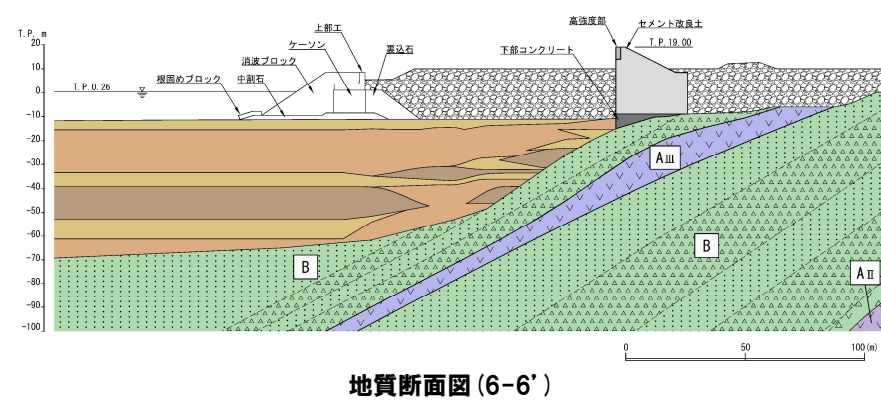 高強度部
セメント改良土
上部工
T.P. m
ケーソン
裏込石
20
T.P.19.00
下部コンクリート
消波ブロック
10
中割石
根固めブロック
T.P.0.26
0
-10
-20
-30
AⅢ
-40
-50
-60
B
B
-70
AⅡ
-80
-90
-100
0 50 100(m)
地質断面図(6-6')